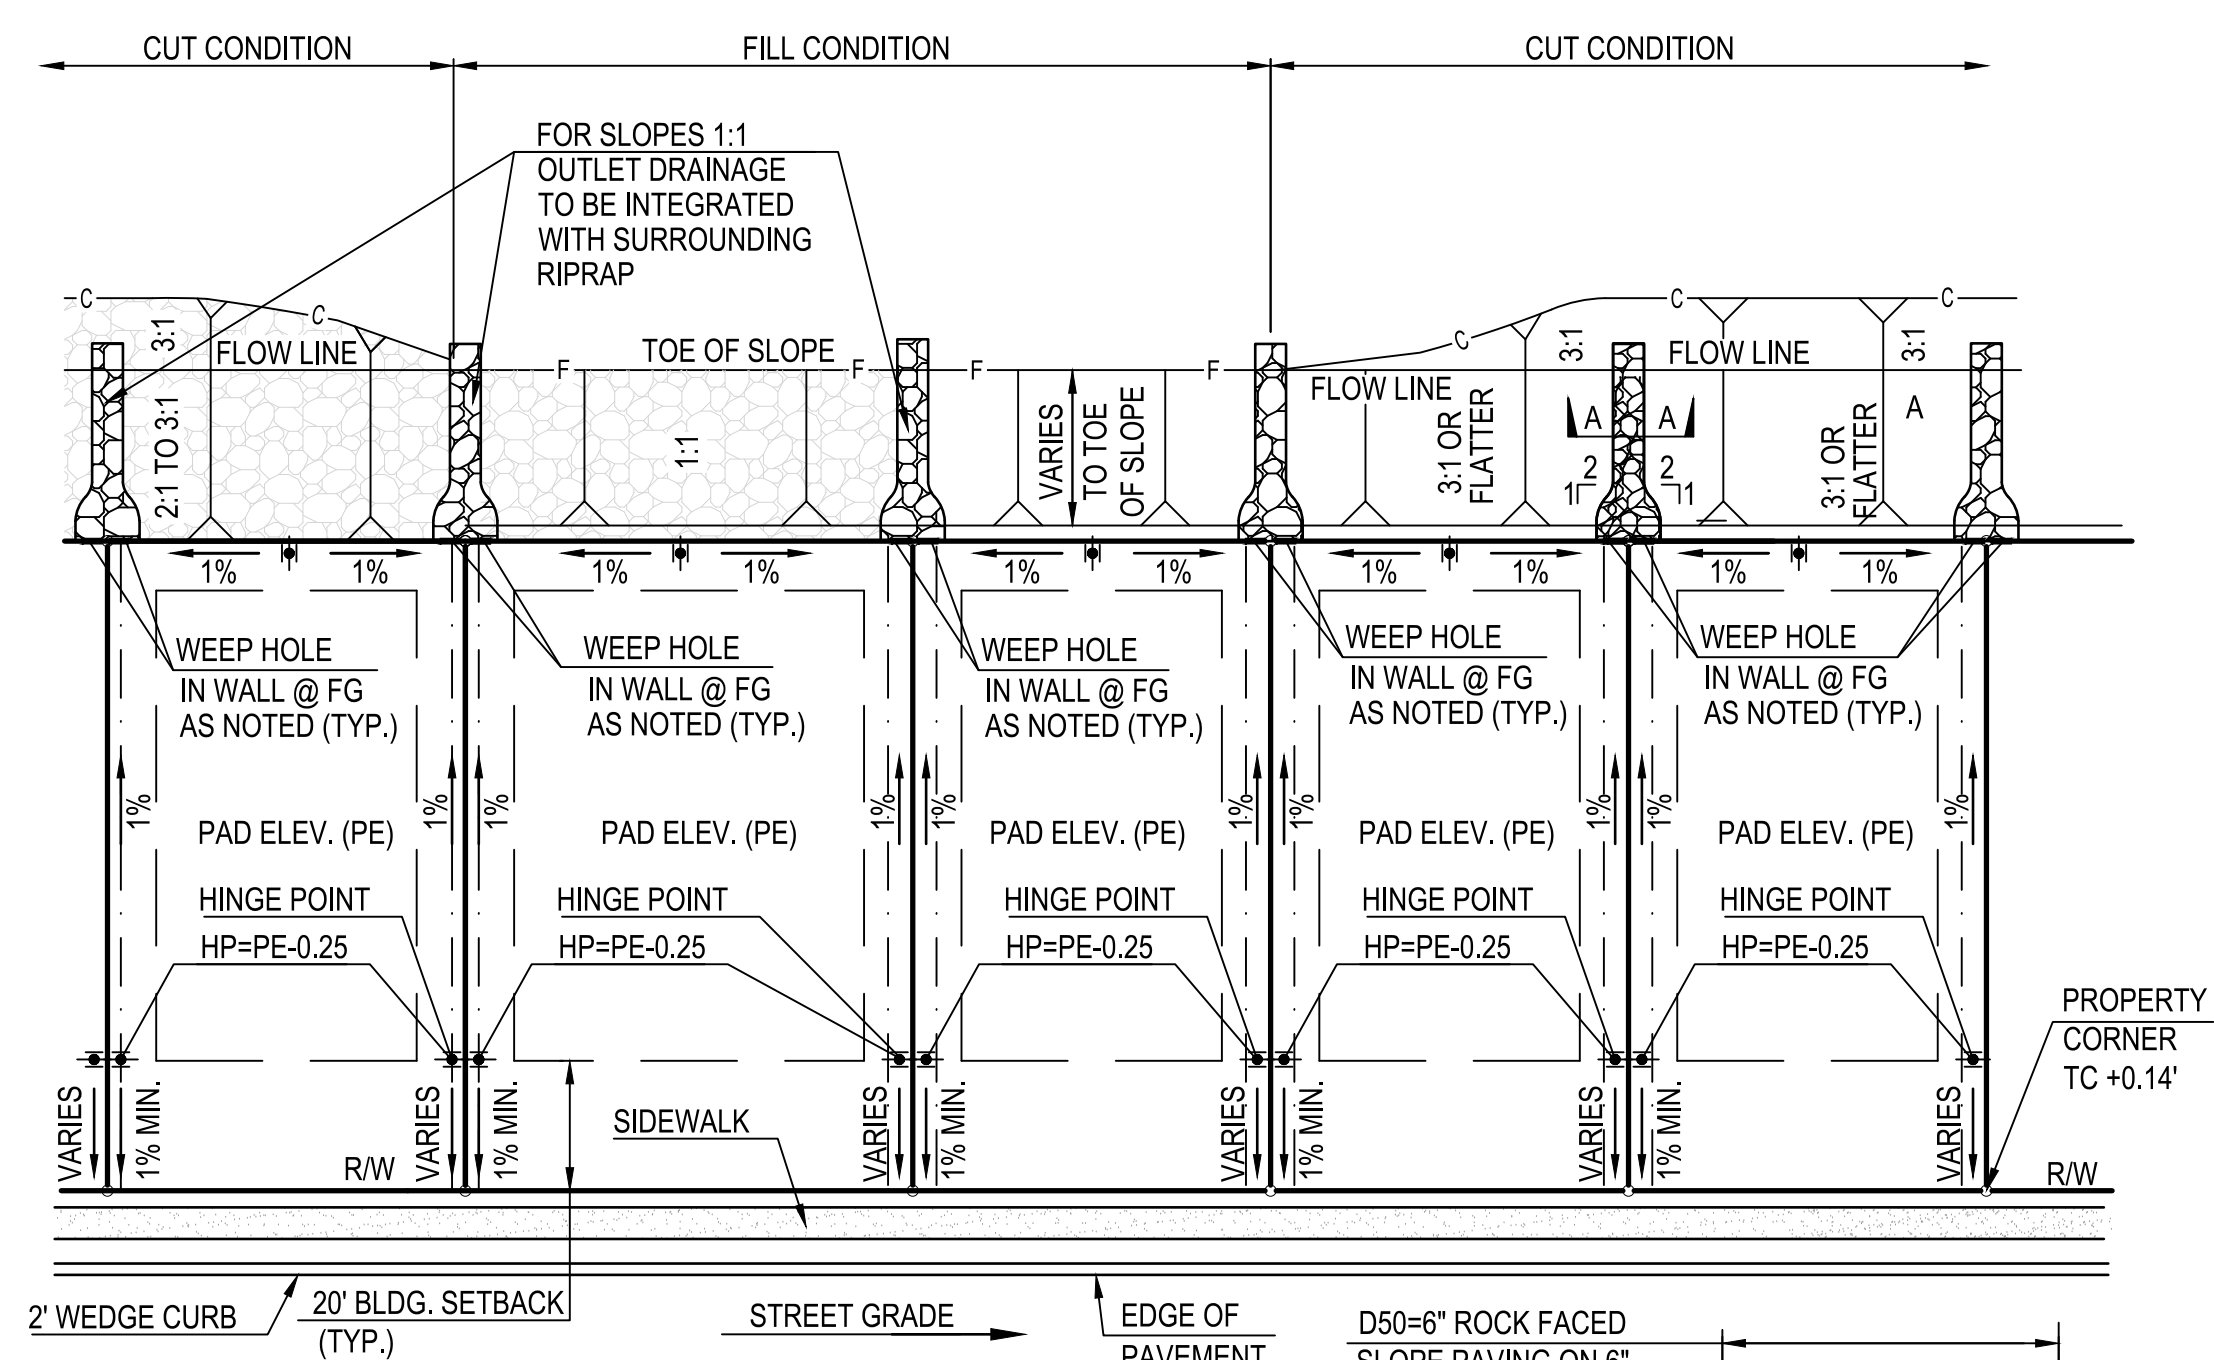 CUT CONDITION
FILL CONDITION
CUT CONDITION
FOR SLOPES 1:1
OUTLET DRAINAGE
TO BE INTEGRATED
WITH SURROUNDING
RIPRAP
C
C
3:1
FLOW LINE
2:1 TO 3:1
TOE OF SLOPE
F
F
F
F
1:1
VARIES
TO TOE
OF SLOPE
FLOW LINE
C
C
C
3:1
FLOW LINE
3:1
3:1 OR
FLATTER
A
A
2
2
1
1
3:1 OR
FLATTER
A
1%
1%
1%
1%
1%
1%
1%
1%
1%
1%
WEEP HOLE
IN WALL @ FG
AS NOTED (TYP.)
WEEP HOLE
IN WALL @ FG
AS NOTED (TYP.)
WEEP HOLE
IN WALL @ FG
AS NOTED (TYP.)
WEEP HOLE
IN WALL @ FG
AS NOTED (TYP.)
WEEP HOLE
IN WALL @ FG
AS NOTED (TYP.)
1%
1%
1%
1%
1%
1%
1%
1%
1%
1%
PAD ELEV. (PE)
PAD ELEV. (PE)
PAD ELEV. (PE)
PAD ELEV. (PE)
PAD ELEV. (PE)
HINGE POINT
HP=PE-0.25
HINGE POINT
HP=PE-0.25
HINGE POINT
HP=PE-0.25
HINGE POINT
HP=PE-0.25
HINGE POINT
HP=PE-0.25
PROPERTY
CORNER
TC +0.14'
VARIES
1% MIN.
VARIES
1% MIN.
VARIES
1% MIN.
VARIES
1% MIN.
VARIES
1% MIN.
VARIES
SIDEWALK
R/W
R/W
2' WEDGE CURB
20' BLDG. SETBACK
(TYP.)
STREET GRADE
EDGE OF
PAVEMENT
D50=6" ROCK FACED
SLOPE PAVING ON 6"